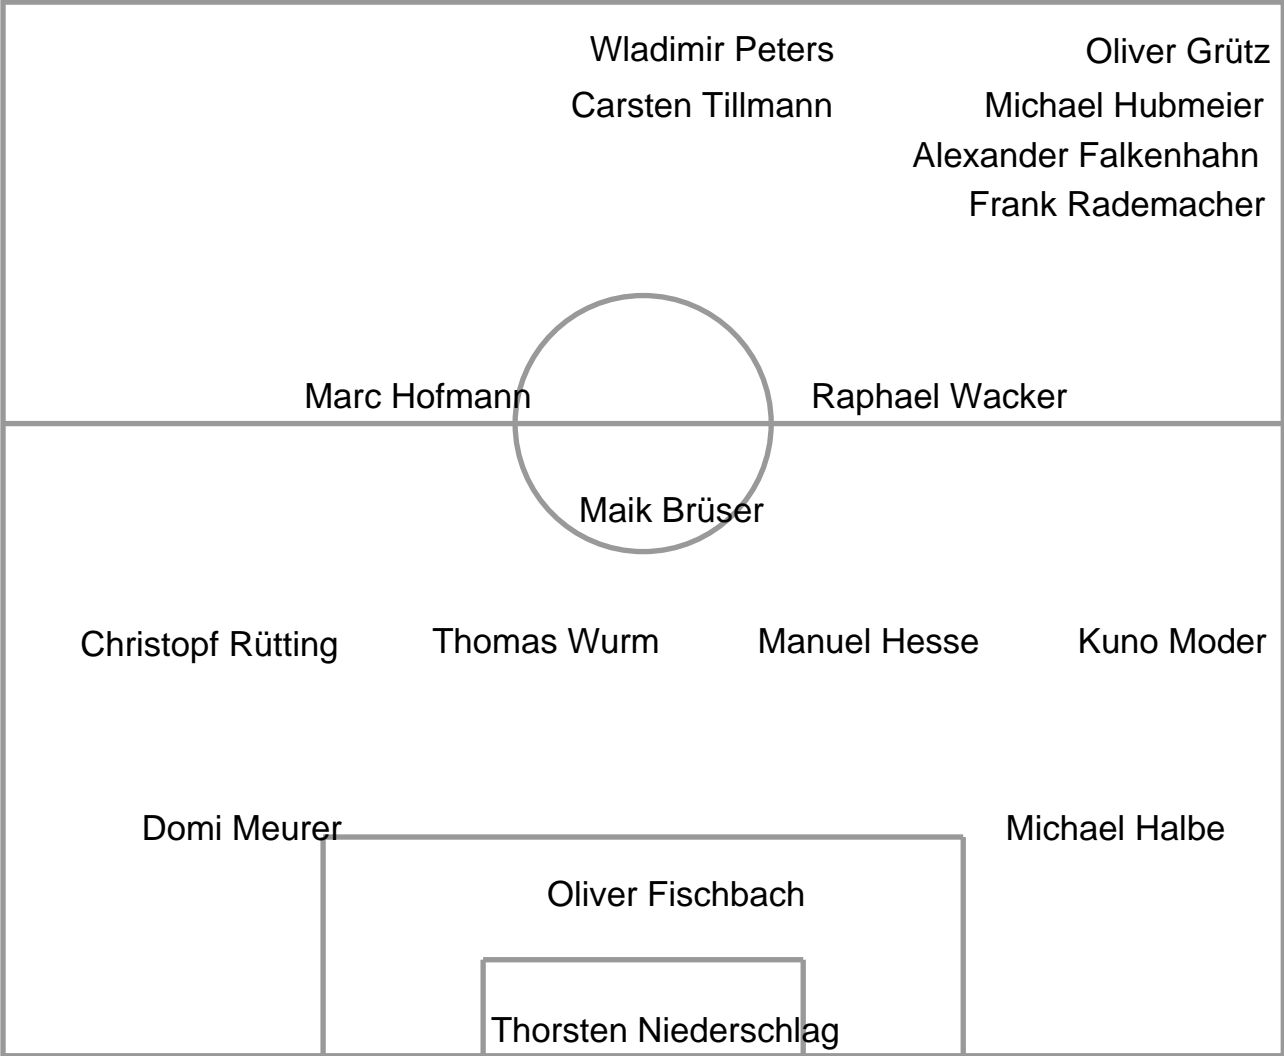 Wladimir Peters
Oliver Grütz
Carsten Tillmann
Michael Hubmeier
Alexander Falkenhahn
Frank Rademacher
Marc Hofmann
Raphael Wacker
Maik Brüser
Christopf Rütting
Thomas Wurm
Manuel Hesse
Kuno Moder
Domi Meurer
Michael Halbe
Oliver Fischbach
Thorsten Niederschlag